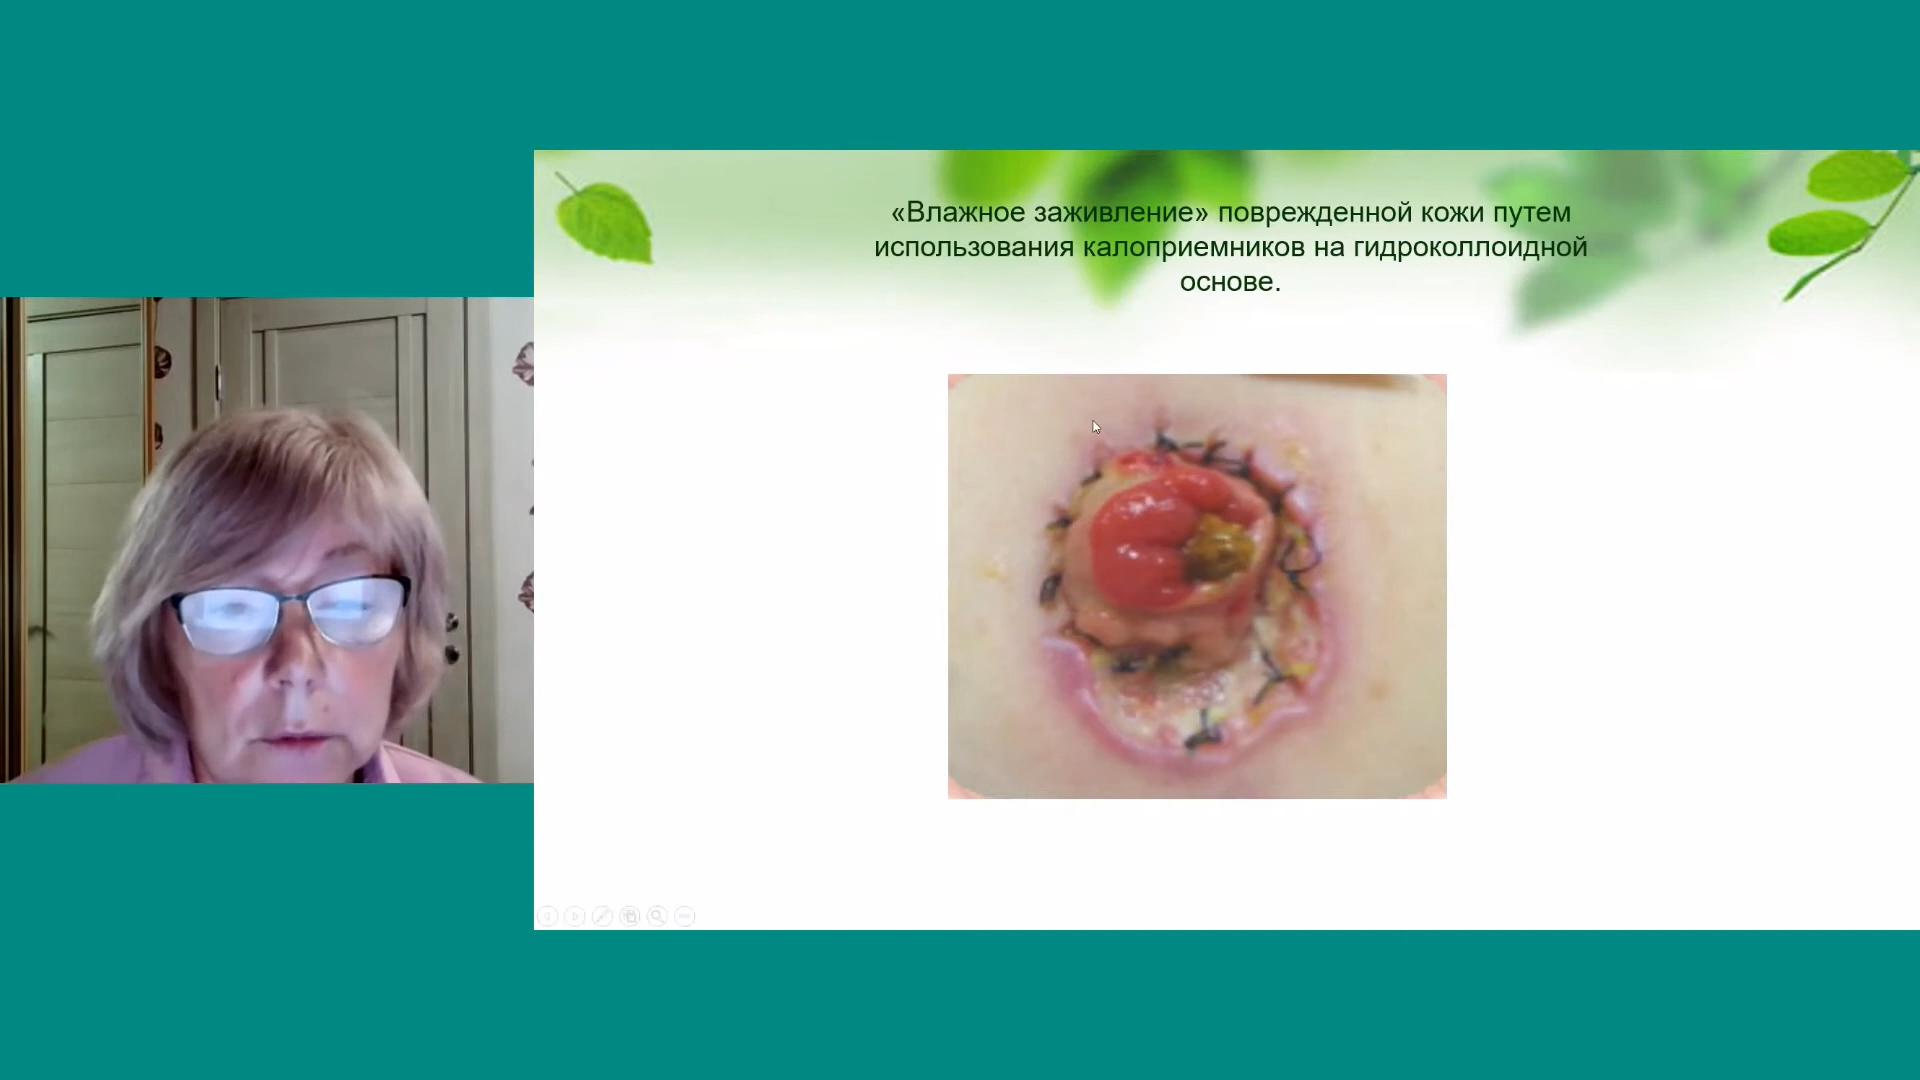 «Влажное заживление» поврежденной кожи путем
использования калоприемников на гидроколлоидной
основе.